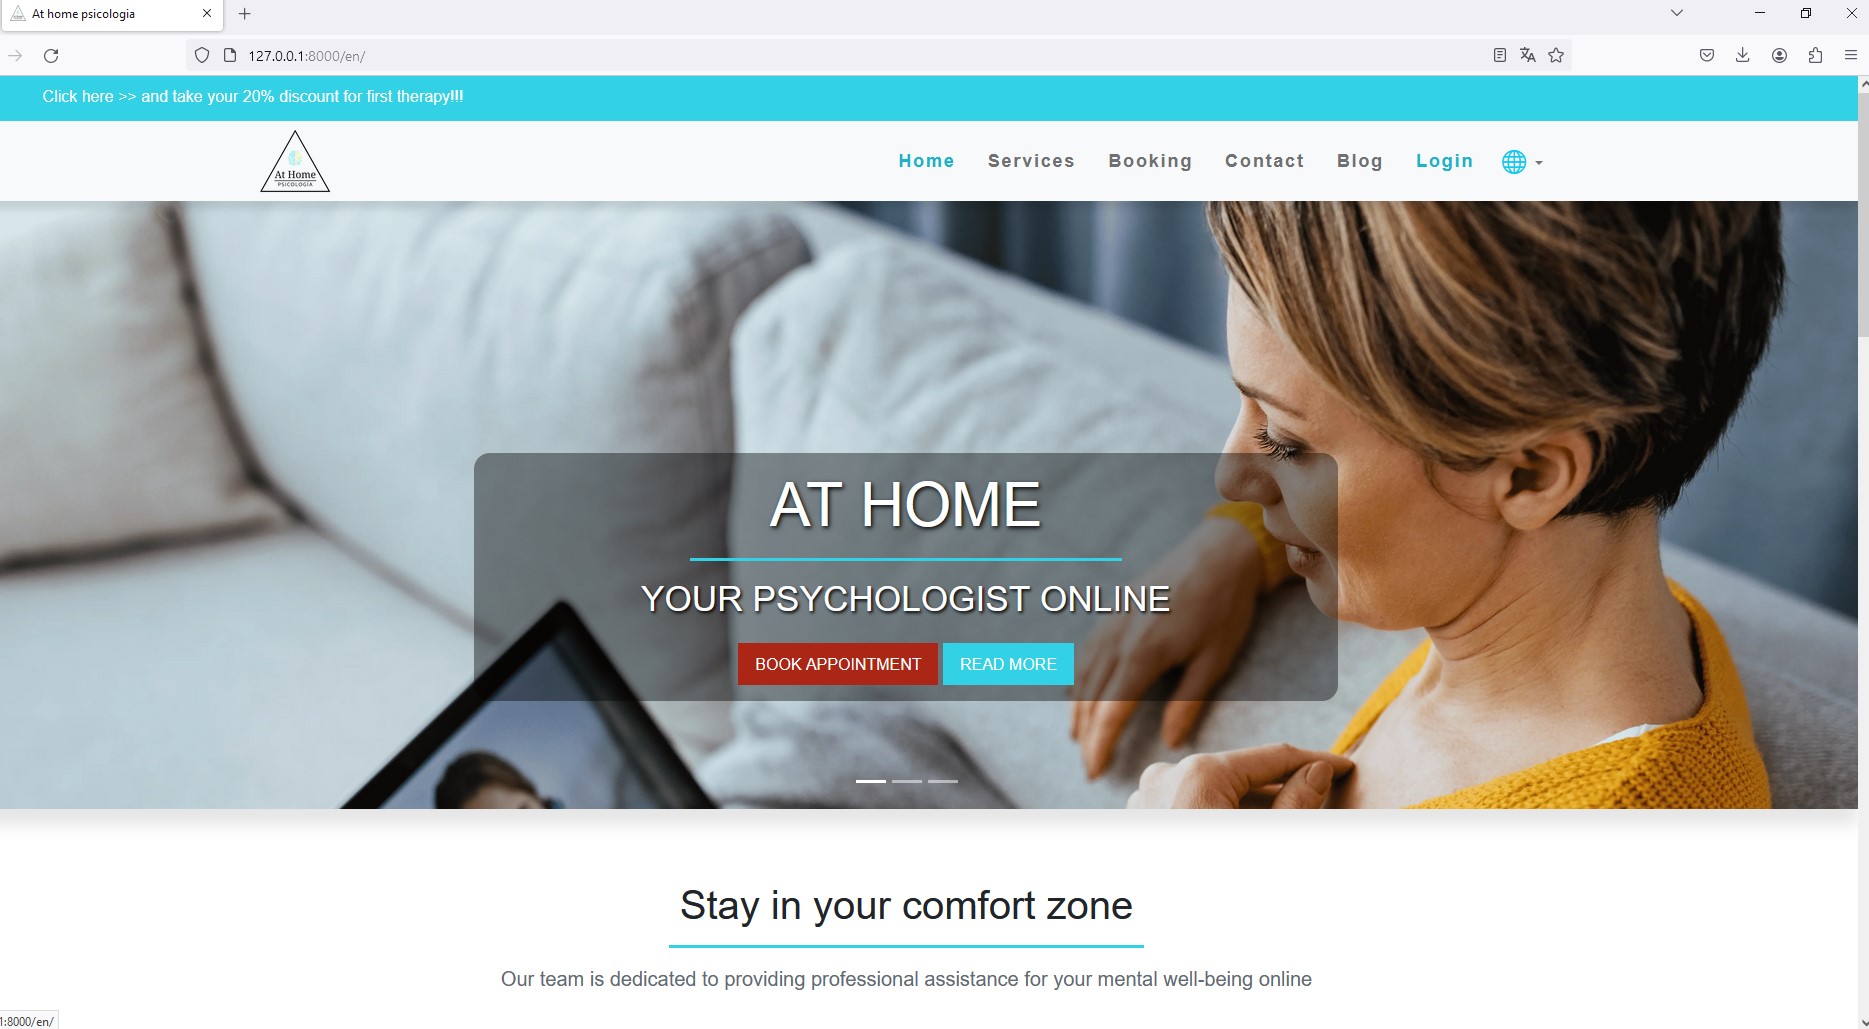 At home psicologia
127.0.0.1:8000/en/
Click here >> and take your 20% discount for first therapy!!!
At Home
PSICOLOGIA
Home Services Booking Contact Blog Login
AT HOME
YOUR PSYCHOLOGIST ONLINE
BOOK APPOINTMENT READ MORE
Stay in your comfort zone
Our team is dedicated to providing professional assistance for your mental well-being online
1:8000/en/